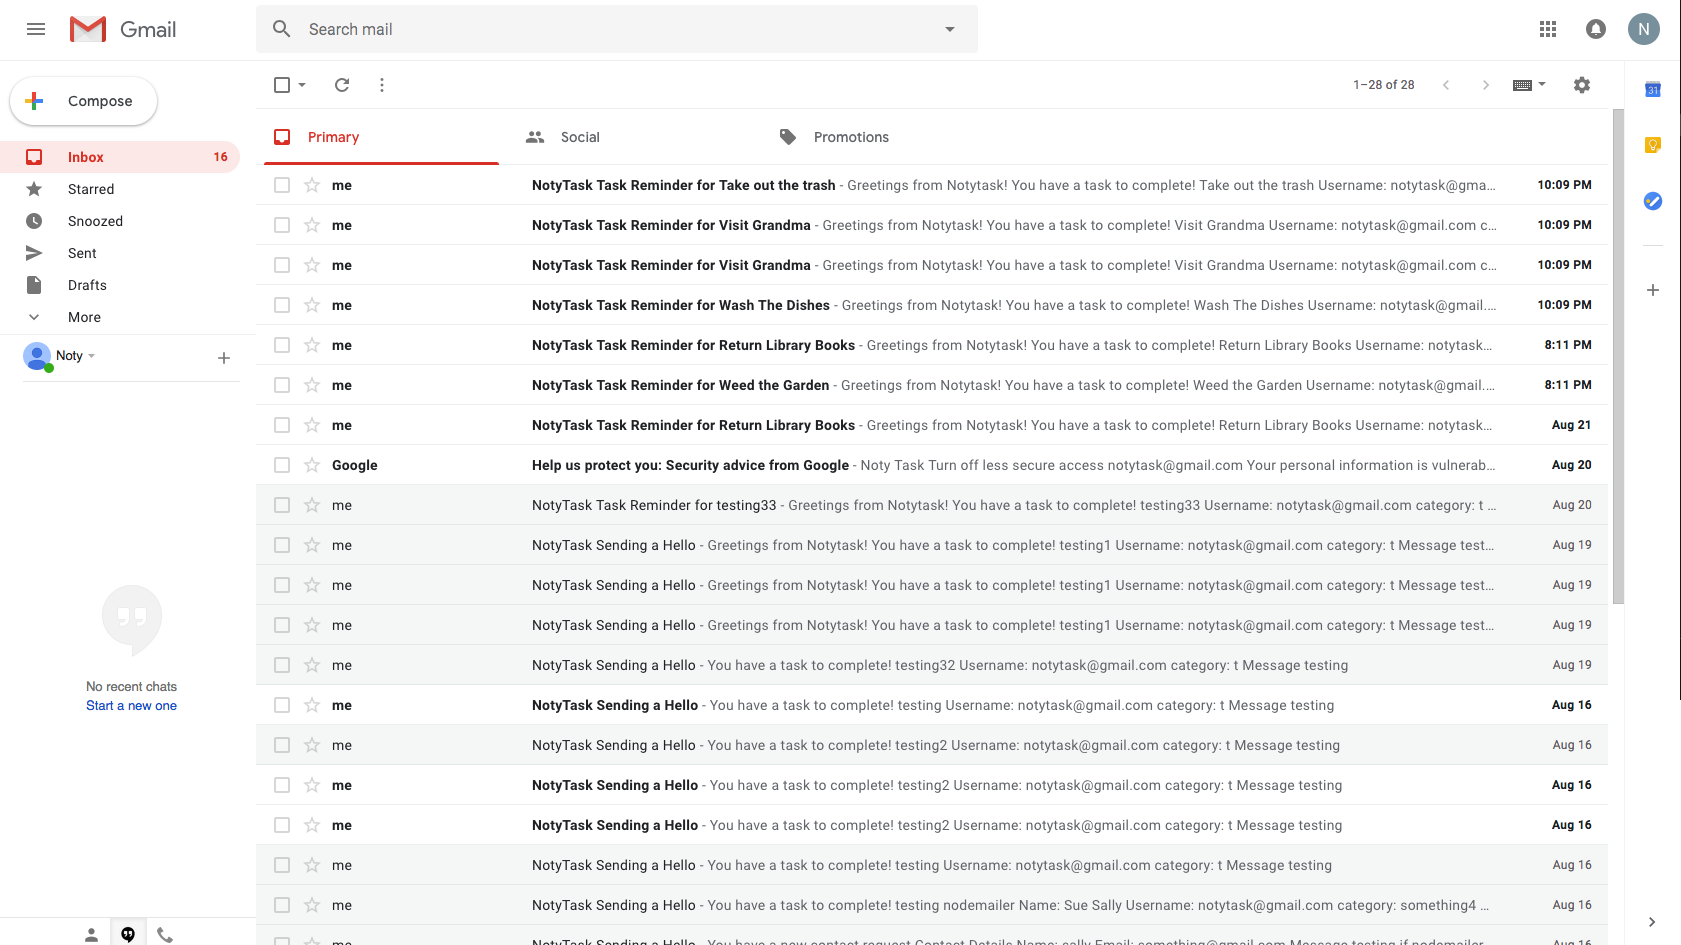 Gmail
Search mail
N
Compose
1–28 of 28
31
Primary
Social
Promotions
Inbox 16
Starred
Snoozed
Sent
Drafts
More
Noty
No recent chats
Start a new one
me NotyTask Task Reminder for Take out the trash - Greetings from Notytask! You have a task to complete! Take out the trash Username: notytask@gma... 10:09 PM
me NotyTask Task Reminder for Visit Grandma - Greetings from Notytask! You have a task to complete! Visit Grandma Username: notytask@gmail.com c... 10:09 PM
me NotyTask Task Reminder for Visit Grandma - Greetings from Notytask! You have a task to complete! Visit Grandma Username: notytask@gmail.com c... 10:09 PM
me NotyTask Task Reminder for Wash The Dishes - Greetings from Notytask! You have a task to complete! Wash The Dishes Username: notytask@gmail.... 10:09 PM
me NotyTask Task Reminder for Return Library Books - Greetings from Notytask! You have a task to complete! Return Library Books Username: notytask... 8:11 PM
me NotyTask Task Reminder for Weed the Garden - Greetings from Notytask! You have a task to complete! Weed the Garden Username: notytask@gmail.... 8:11 PM
me NotyTask Task Reminder for Return Library Books - Greetings from Notytask! You have a task to complete! Return Library Books Username: notytask... Aug 21
Google Help us protect you: Security advice from Google - Noty Task Turn off less secure access notytask@gmail.com Your personal information is vulnerab... Aug 20
me NotyTask Task Reminder for testing33 - Greetings from Notytask! You have a task to complete! testing33 Username: notytask@gmail.com category: t ... Aug 20
me NotyTask Sending a Hello - Greetings from Notytask! You have a task to complete! testing1 Username: notytask@gmail.com category: t Message test... Aug 19
me NotyTask Sending a Hello - Greetings from Notytask! You have a task to complete! testing1 Username: notytask@gmail.com category: t Message test... Aug 19
me NotyTask Sending a Hello - Greetings from Notytask! You have a task to complete! testing1 Username: notytask@gmail.com category: t Message test... Aug 19
me NotyTask Sending a Hello - You have a task to complete! testing32 Username: notytask@gmail.com category: t Message testing Aug 19
me NotyTask Sending a Hello - You have a task to complete! testing Username: notytask@gmail.com category: t Message testing Aug 16
me NotyTask Sending a Hello - You have a task to complete! testing2 Username: notytask@gmail.com category: t Message testing Aug 16
me NotyTask Sending a Hello - You have a task to complete! testing2 Username: notytask@gmail.com category: t Message testing Aug 16
me NotyTask Sending a Hello - You have a task to complete! testing2 Username: notytask@gmail.com category: t Message testing Aug 16
me NotyTask Sending a Hello - You have a task to complete! testing Username: notytask@gmail.com category: t Message testing Aug 16
me NotyTask Sending a Hello - You have a task to complete! testing nodemailer Name: Sue Sally Username: notytask@gmail.com category: something4 ... Aug 16
me NotyTask Sending a Hello - You have a new contact request Contact Details Name: sally Email: something@gmail.com Message: testing if nodemailer Aug 16